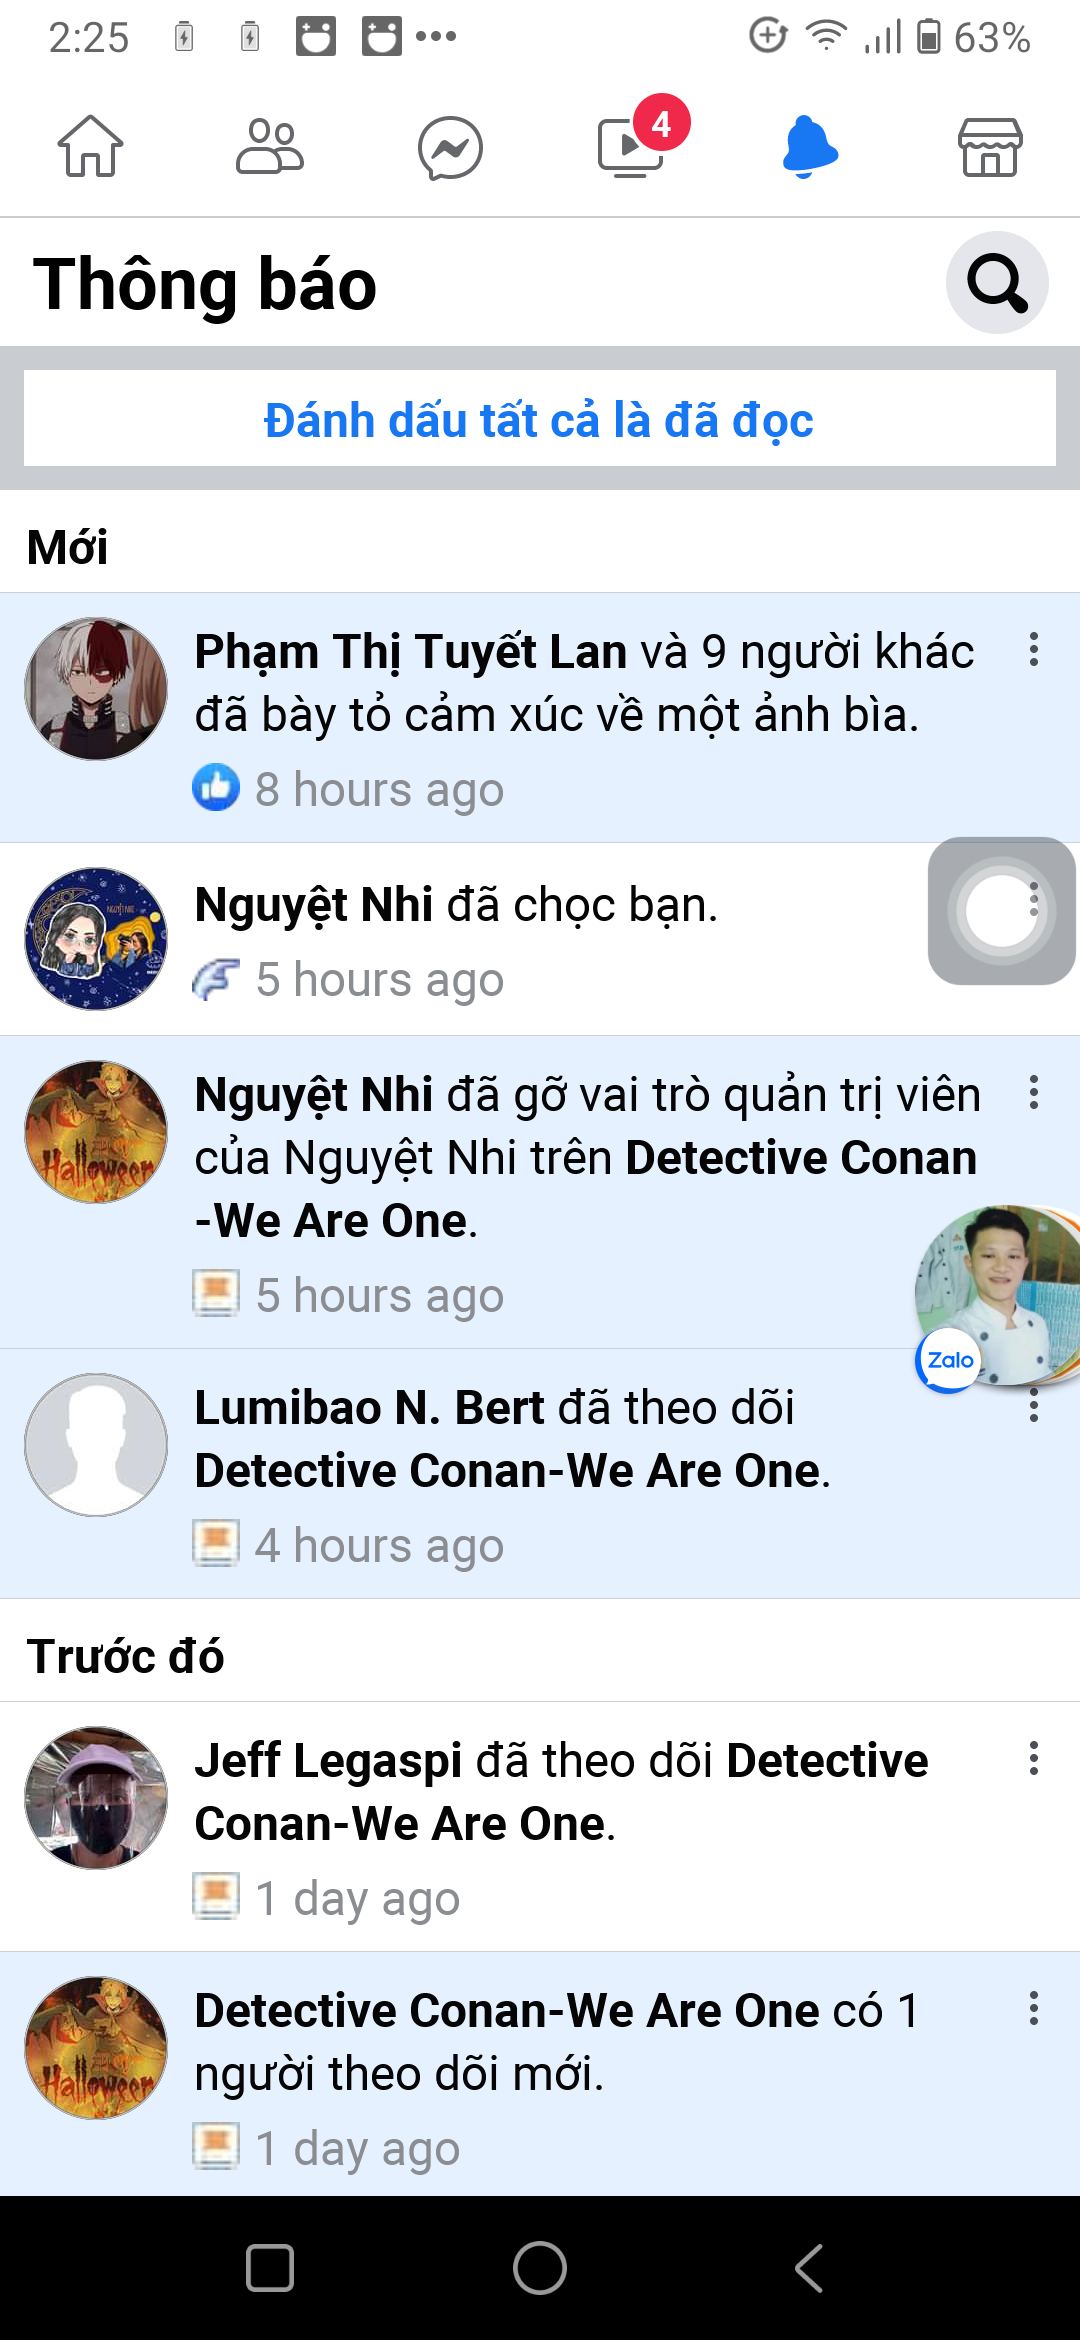 2:25
63%
4
Thông báo
Đánh dấu tất cả là đã đọc
Mới
Phạm Thị Tuyết Lan và 9 người khác
đã bày tỏ cảm xúc về một ảnh bìa.
8 hours ago
Nguyệt Nhi đã chọc bạn.
5 hours ago
Nguyệt Nhi đã gỡ vai trò quản trị viên
của Nguyệt Nhi trên Detective Conan
-We Are One.
5 hours ago
Zalo
Lumibao N. Bert đã theo dõi
Detective Conan-We Are One.
4 hours ago
Trước đó
Jeff Legaspi đã theo dõi Detective
Conan-We Are One.
1 day ago
Halloween
Detective Conan-We Are One có 1
người theo dõi mới.
1 day ago